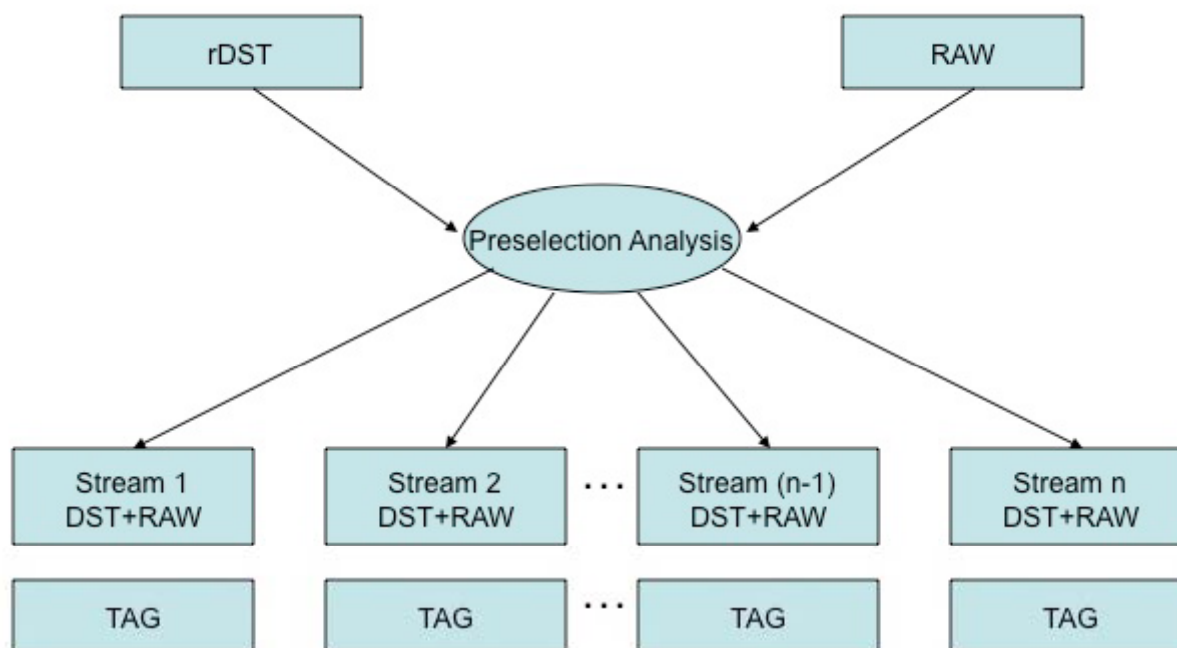 rDST
RAW
Preselection Analysis
Stream 1
DST+RAW
Stream 2
DST+RAW
...
Stream (n-1)
DST+RAW
Stream n
DST+RAW
TAG
TAG
...
TAG
TAG